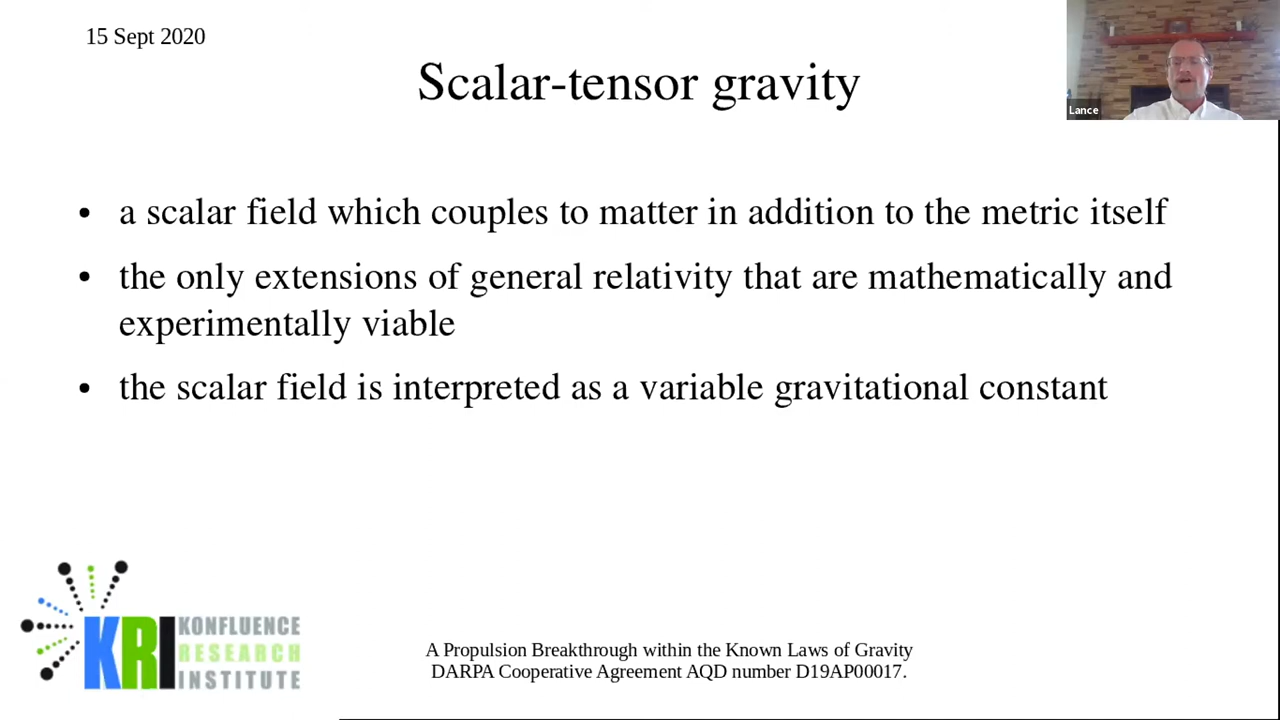 15 Sept 2020
Scalar-tensor gravity
Lance
• a scalar field which couples to matter in addition to the metric itself
• the only extensions of general relativity that are mathematically and
experimentally viable
• the scalar field is interpreted as a variable gravitational constant
KRI KONFLUENCE
RESEARCH
INSTITUTE
A Propulsion Breakthrough within the Known Laws of Gravity
DARPA Cooperative Agreement AQD number D19AP00017.